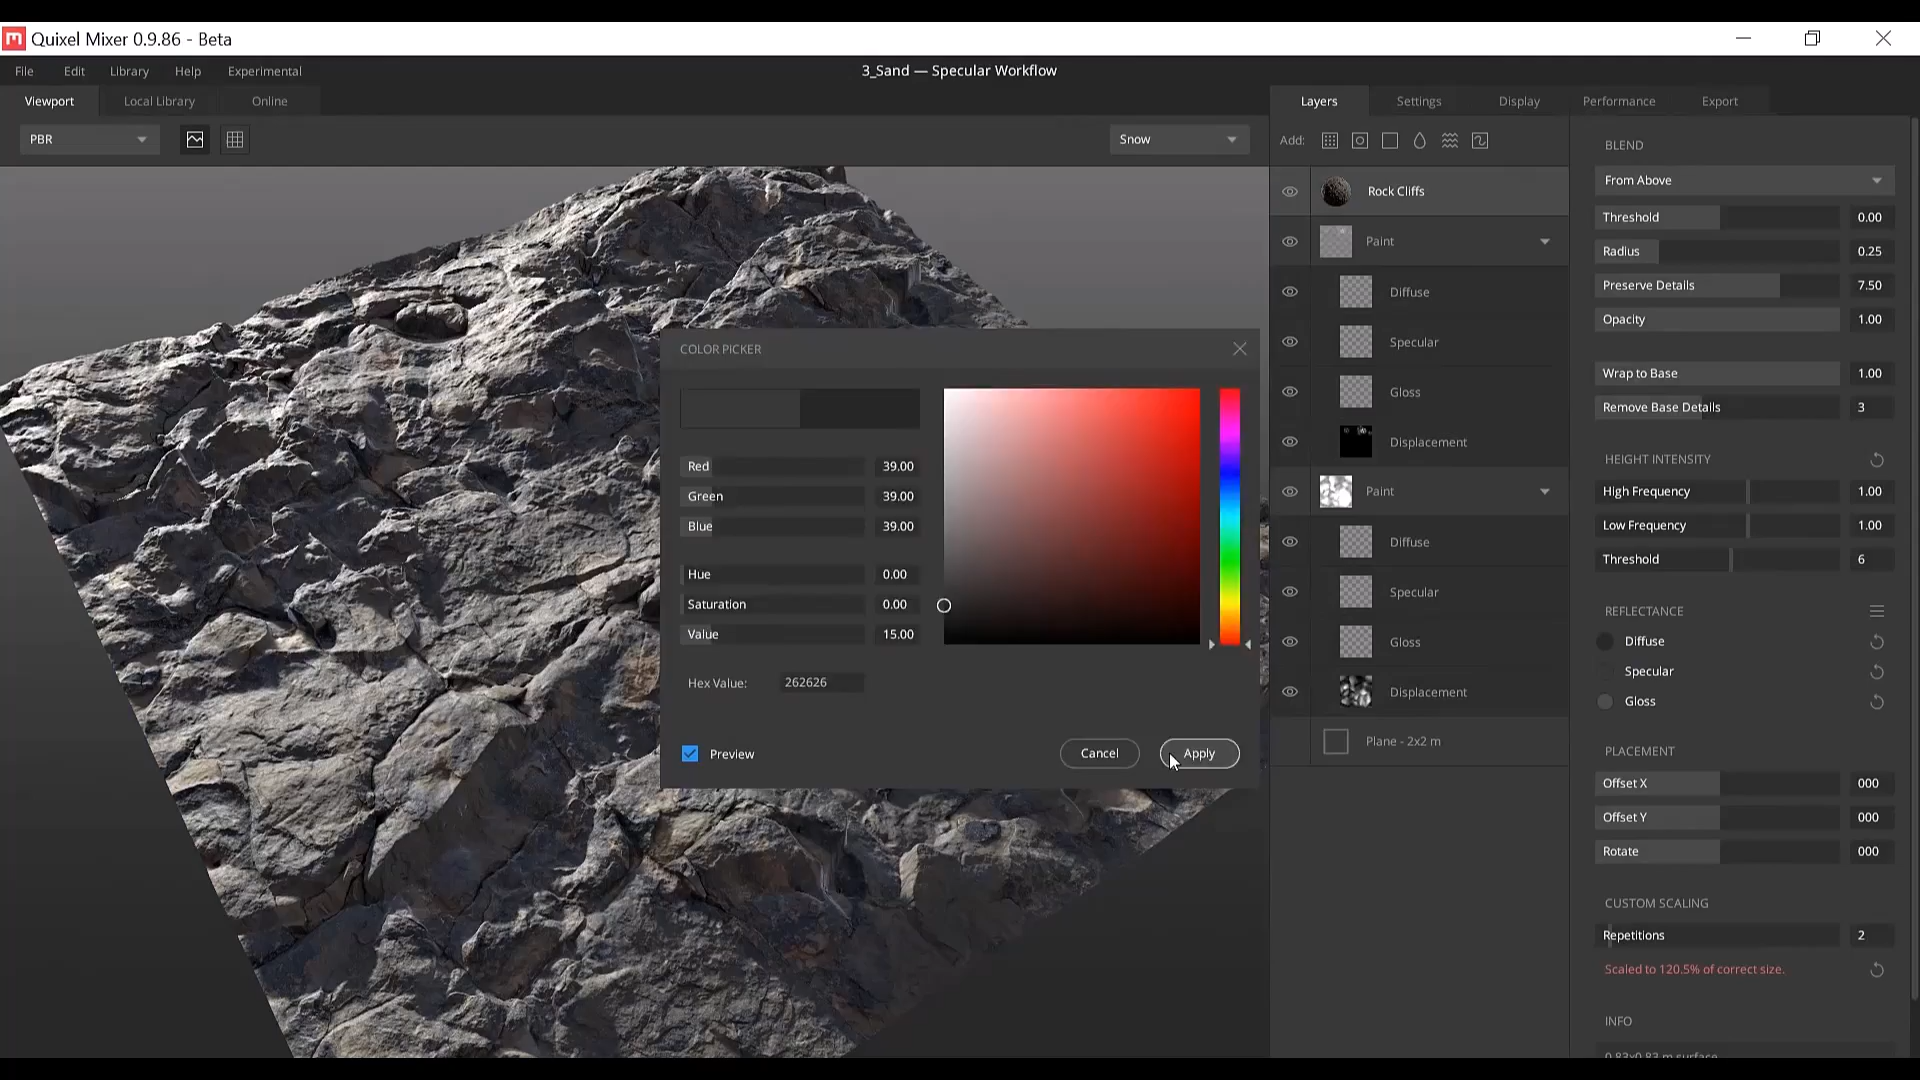 Quixel Mixer 0.9.86 - Beta
File Edit Library Help Experimental
3_Sand — Specular Workflow
Viewport Local Library Online
Layers Settings Display Performance Export
PBR
Snow
Add:
Rock Cliffs
Paint
Diffuse
Specular
Gloss
Displacement
Paint
Diffuse
Specular
Gloss
Displacement
Plane - 2x2 m
COLOR PICKER
Red 39.00
Green 39.00
Blue 39.00
Hue 0.00
Saturation 0.00
Value 15.00
Hex Value: 262626
Preview
Cancel
Apply
BLEND
From Above
Threshold 0.00
Radius 0.25
Preserve Details 7.50
Opacity 1.00
Wrap to Base 1.00
Remove Base Details 3
HEIGHT INTENSITY
High Frequency 1.00
Low Frequency 1.00
Threshold 6
REFLECTANCE
Diffuse
Specular
Gloss
PLACEMENT
Offset X 000
Offset Y 000
Rotate 000
CUSTOM SCALING
Repetitions 2
Scaled to 120.5% of correct size.
INFO
0.83x0.83 m surface